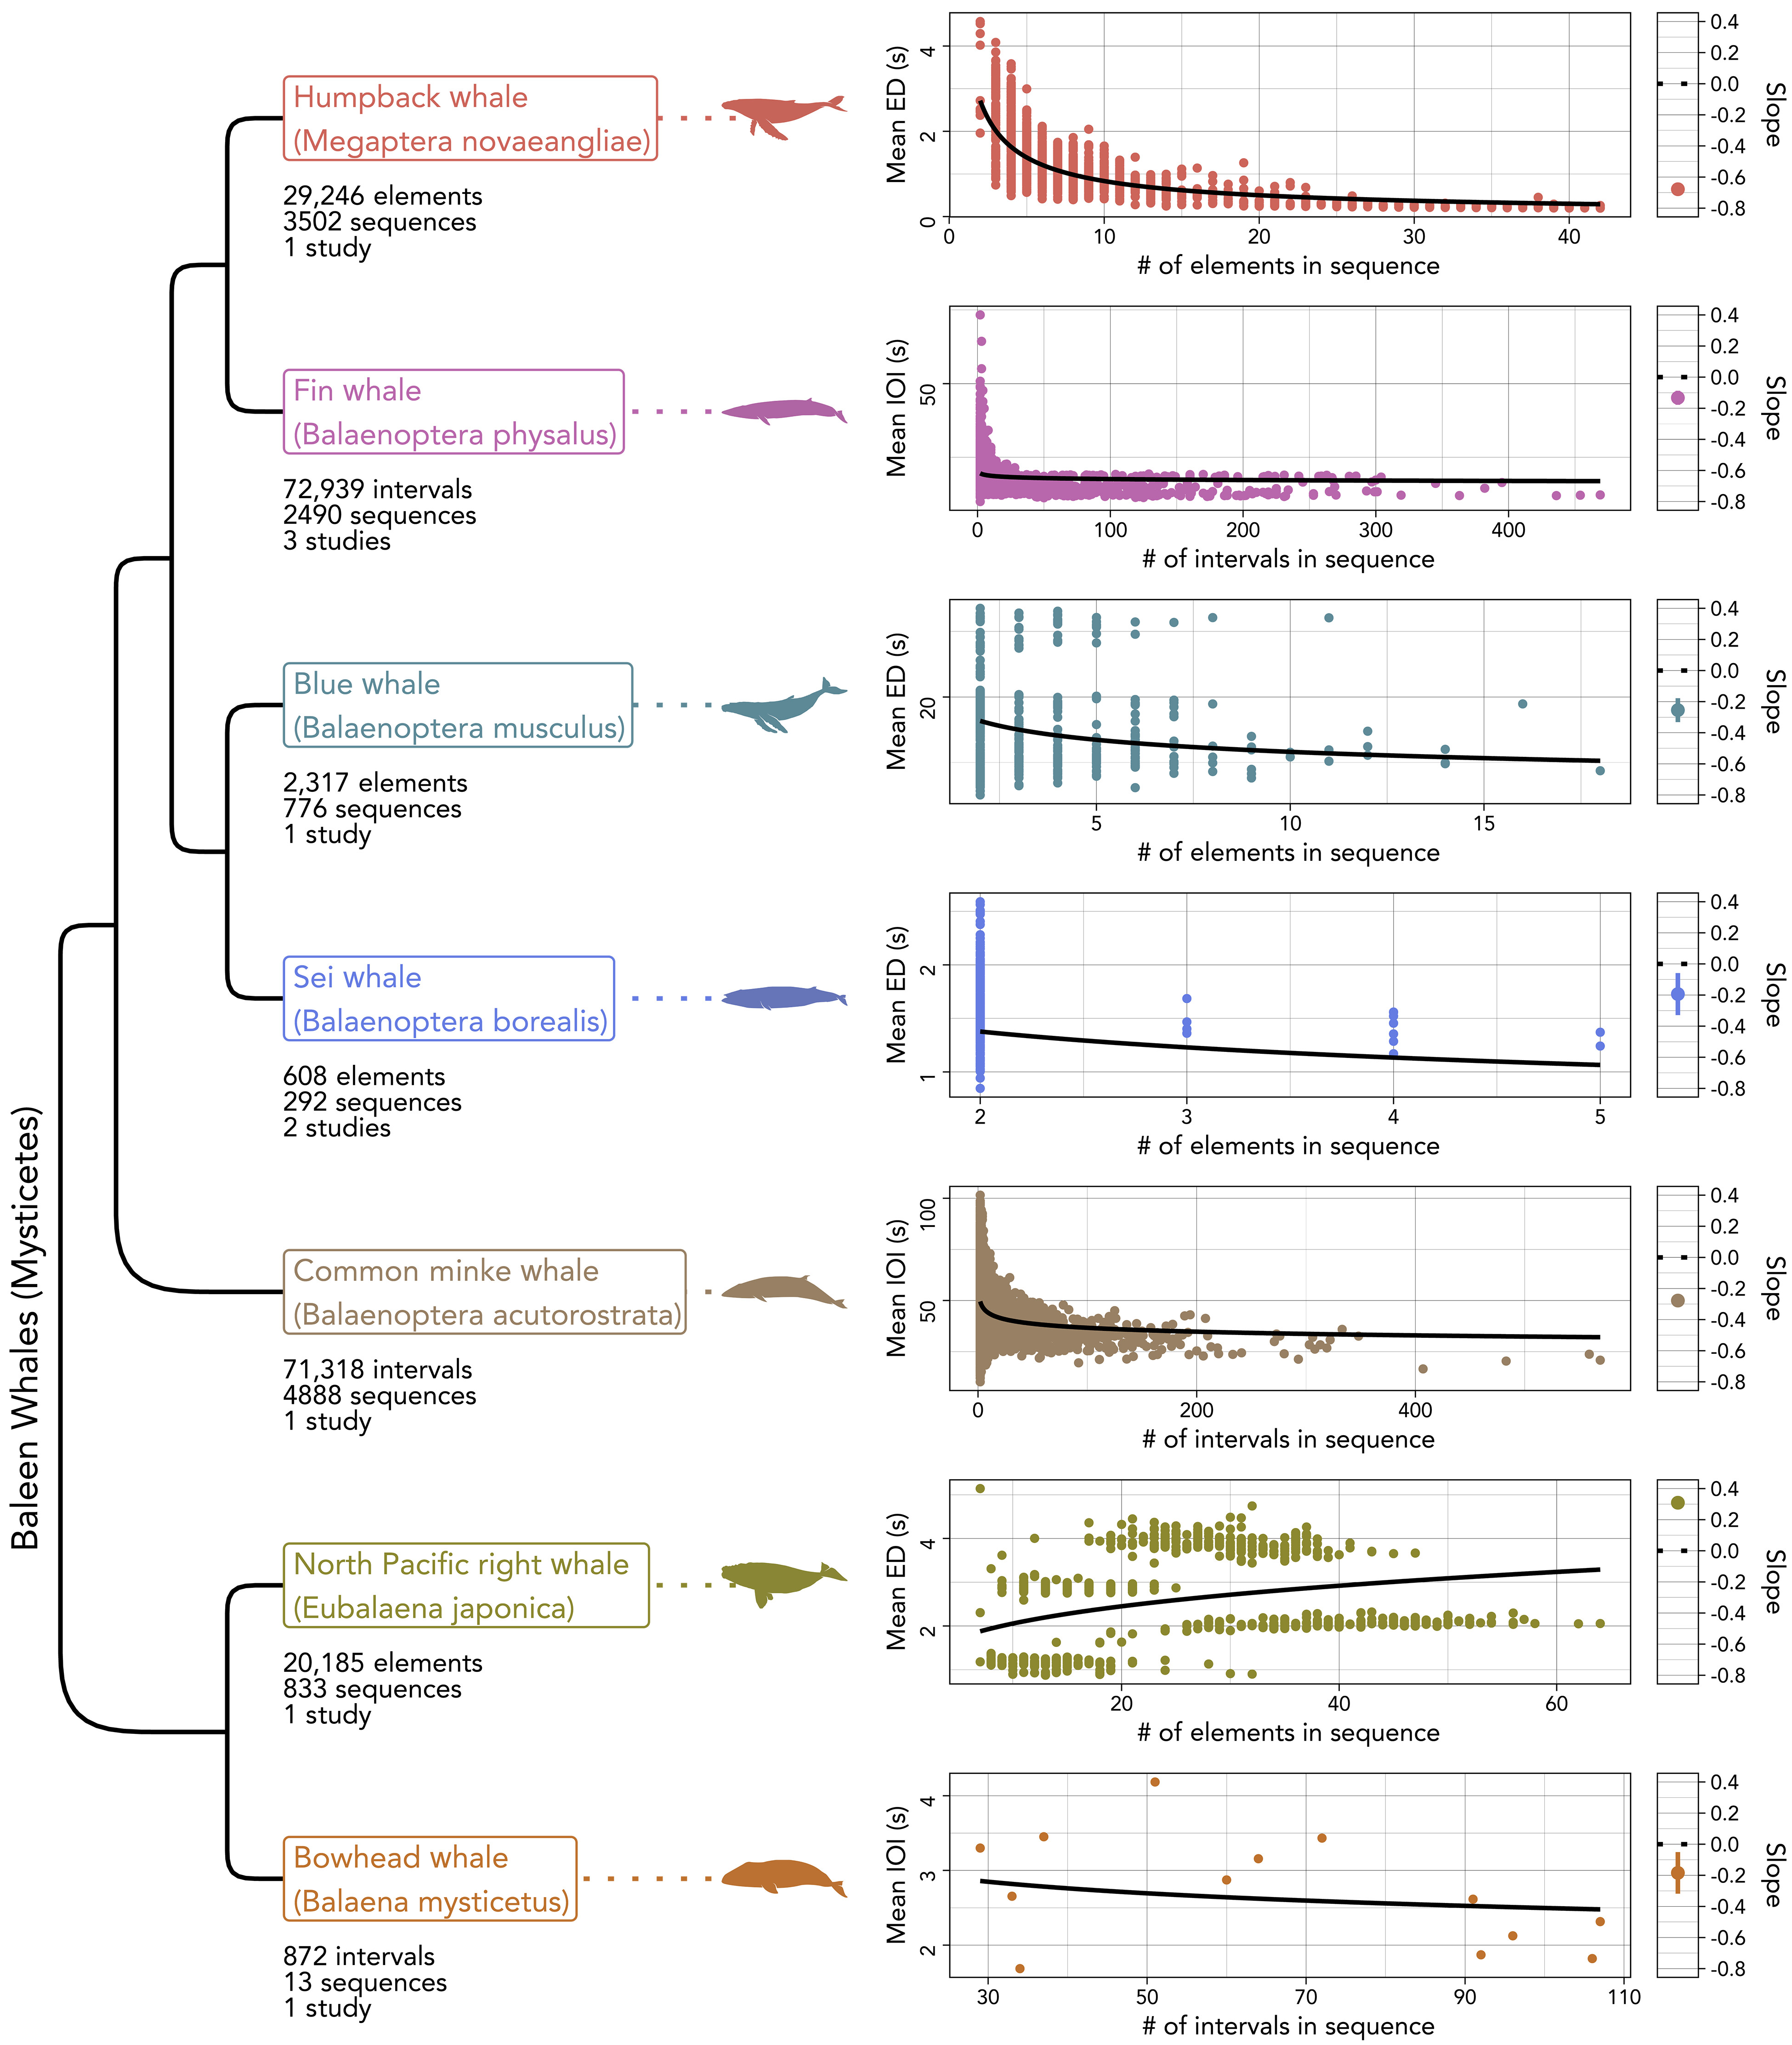 Baleen Whales (Mysticetes)
Humpback whale
(Megaptera novaeangliae)
29,246 elements
3502 sequences
1 study
Mean ED (s)
4
2
0
0 10 20 30 40
# of elements in sequence
0.4
0.2
0.0
-0.2
-0.4
-0.6
-0.8
Slope
Fin whale
(Balaenoptera physalus)
72,939 intervals
2490 sequences
3 studies
Mean IOI (s)
50
0 100 200 300 400
# of intervals in sequence
0.4
0.2
0.0
-0.2
-0.4
-0.6
-0.8
Slope
Blue whale
(Balaenoptera musculus)
2,317 elements
776 sequences
1 study
Mean ED (s)
20
5 10 15
# of elements in sequence
0.4
0.2
0.0
-0.2
-0.4
-0.6
-0.8
Slope
Sei whale
(Balaenoptera borealis)
608 elements
292 sequences
2 studies
Mean ED (s)
2
1
2 3 4 5
# of elements in sequence
0.4
0.2
0.0
-0.2
-0.4
-0.6
-0.8
Slope
Common minke whale
(Balaenoptera acutorostrata)
71,318 intervals
4888 sequences
1 study
Mean IOI (s)
100
50
0 200 400
# of intervals in sequence
0.4
0.2
0.0
-0.2
-0.4
-0.6
-0.8
Slope
North Pacific right whale
(Eubalaena japonica)
20,185 elements
833 sequences
1 study
Mean ED (s)
4
2
20 40 60
# of elements in sequence
0.4
0.2
0.0
-0.2
-0.4
-0.6
-0.8
Slope
Bowhead whale
(Balaena mysticetus)
872 intervals
13 sequences
1 study
Mean IOI (s)
4
3
2
30 50 70 90 110
# of intervals in sequence
0.4
0.2
0.0
-0.2
-0.4
-0.6
-0.8
Slope